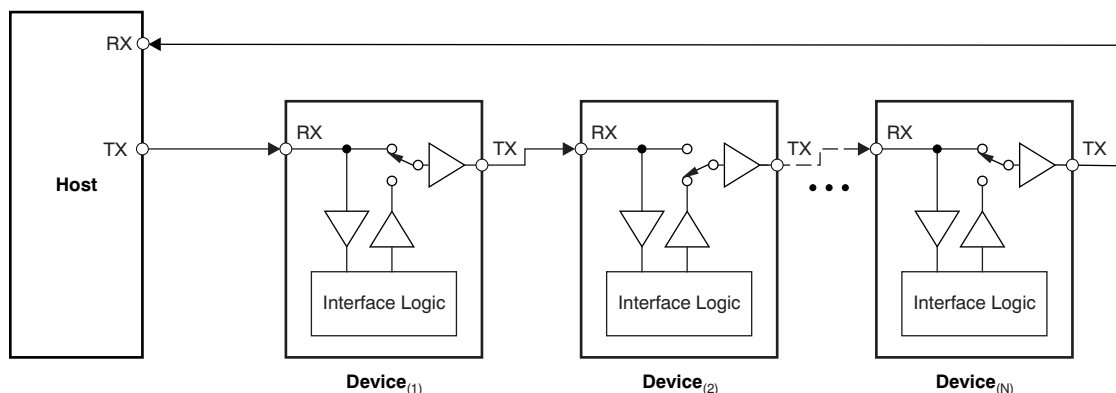 RX
TX
Host
RX
TX
Interface Logic
Device(1)
RX
TX
Interface Logic
Device(2)
RX
TX
Interface Logic
Device(N)